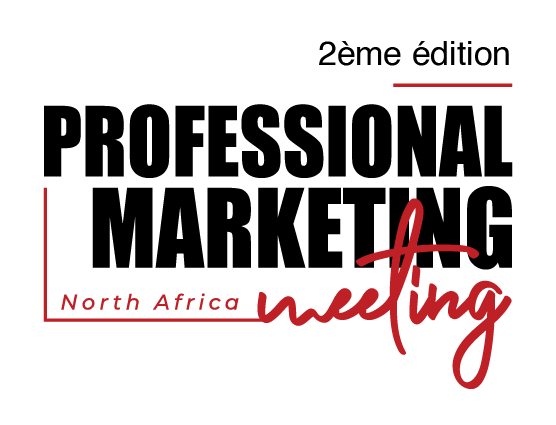 2ème édition
PROFESSIONAL
MARKETING
North Africa meeting